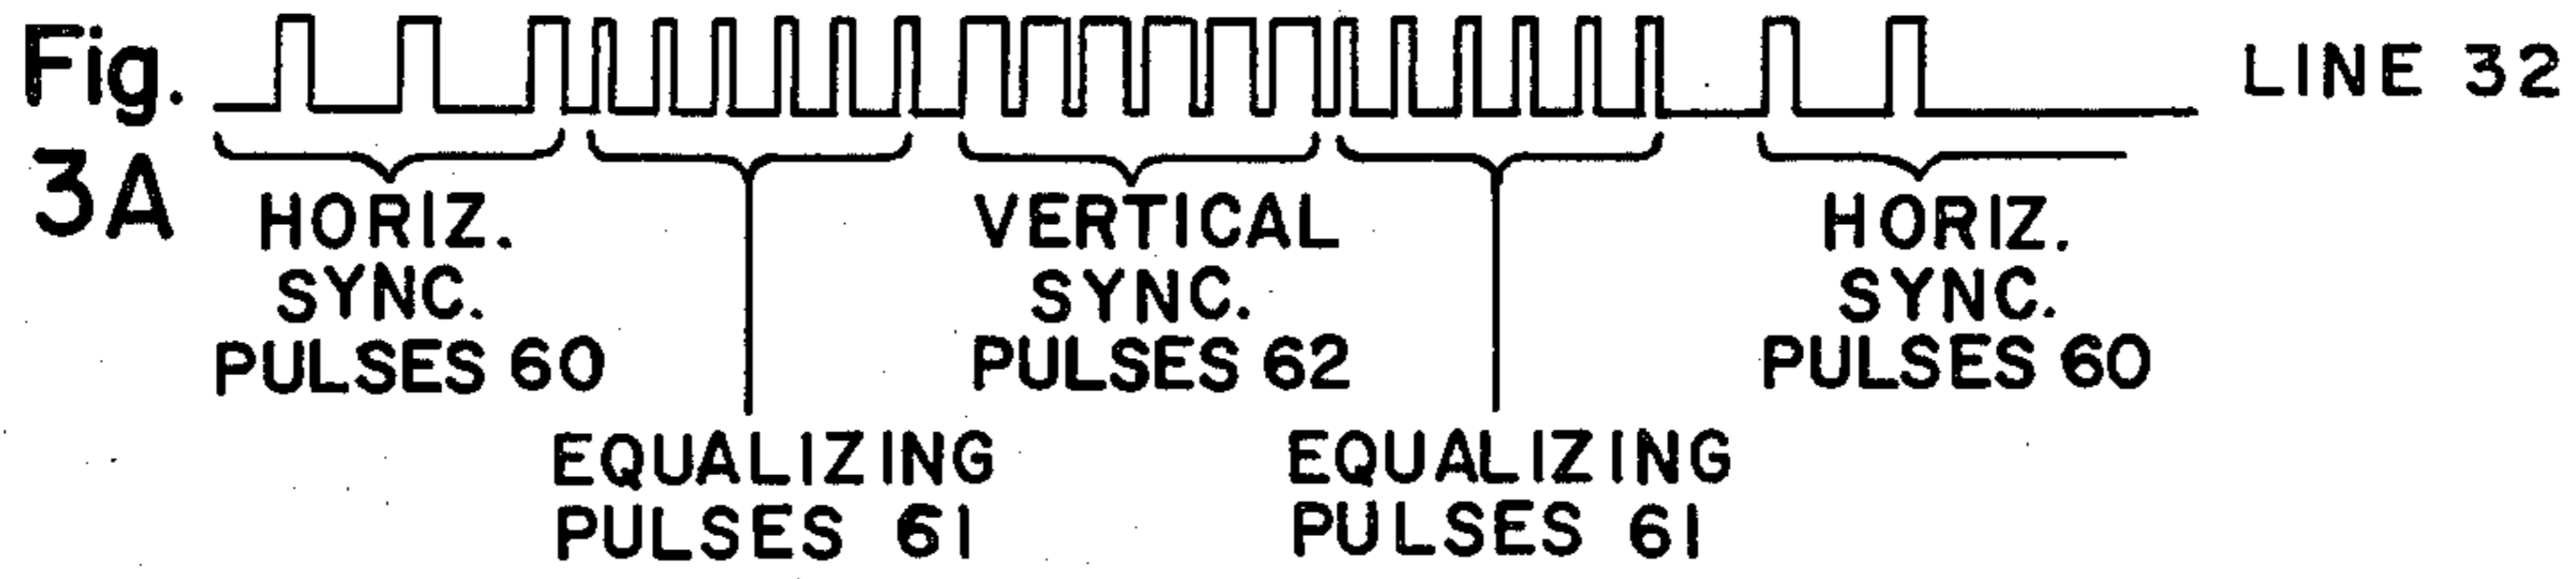 Fig.
3A
LINE 32
HORIZ.
SYNC.
PULSES 60
EQUALIZING
PULSES 61
VERTICAL
SYNC.
PULSES 62
EQUALIZING
PULSES 61
HORIZ.
SYNC.
PULSES 60